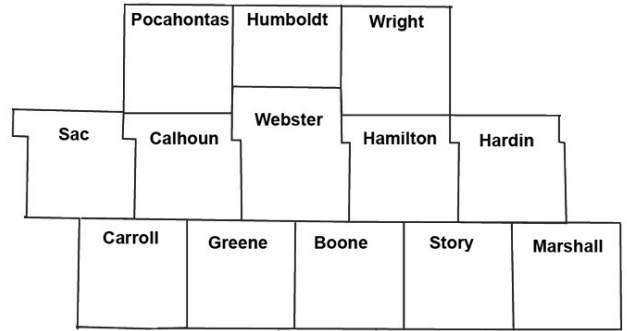 Pocahontas Humboldt Wright
Sac Calhoun Webster Hamilton Hardin
Carroll Greene Boone Story Marshall